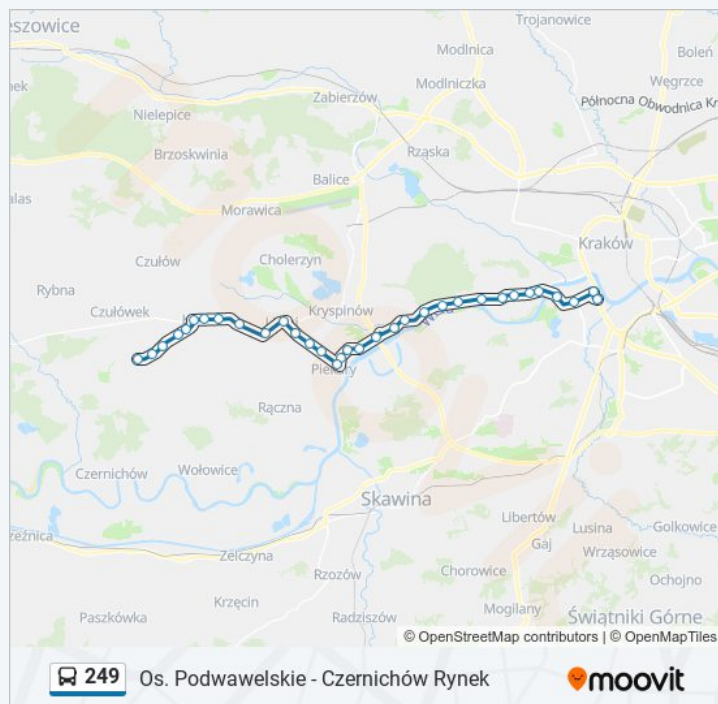 Trojanowice
eszowice
Modlnica
Boleń
nek
Modlniczka
Węgrzce
Zabierzów
Północna Obwodnica Kra
Nielepice
Rząska
Brzoskwinia
Balice
alas
Morawica
Kraków
Czułów
Cholerzyn
Rybna
Kryspinów
Czułówek
Piekary
Rączna
Czernichów
Wołowice
Skawina
Libertów
Lusina
Golkowice
rzeźnica
Gaj
Wrząsowice
Zelczyna
Rzozów
Chorowice
Ochojno
Krzęcin
Mogilany
Paszkówka
Radziszów
Świątniki Górne
© OpenStreetMap contributors | © OpenMapTiles
249 Os. Podwawelskie - Czernichów Rynek
moovit